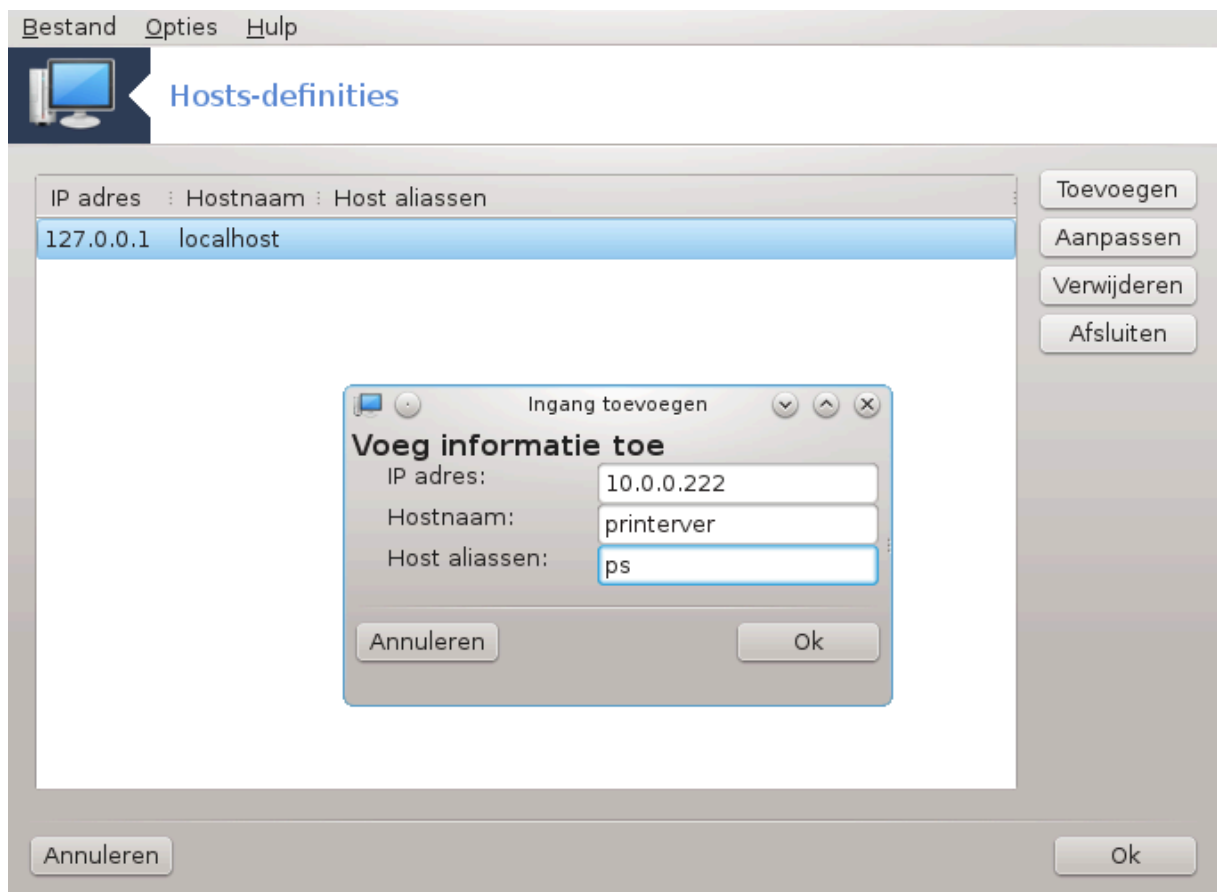 Bestand Opties Hulp
Hosts-definities
IP adres Hostnaam Host aliassen
127.0.0.1 localhost
Toevoegen
Aanpassen
Verwijderen
Afsluiten
Ingang toevoegen
Voeg informatie toe
IP adres: 10.0.0.222
Hostnaam: printerver
Host aliassen: ps
Annuleren Ok
Annuleren Ok